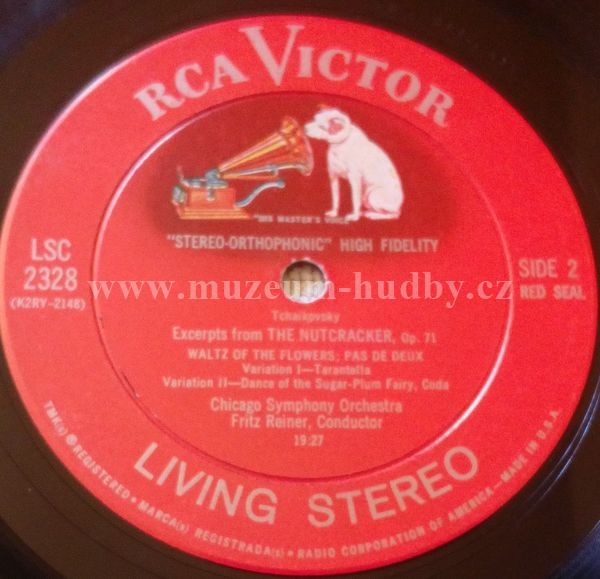 RCA VICTOR
"HIS MASTER'S VOICE"
"STEREO-ORTHOPHONIC" HIGH FIDELITY
LSC
2328
(K2RY-2148)
SIDE 2
RED SEAL
www.muzeum-hudby.cz
Tchaikovsky
Excerpts from THE NUTCRACKER, Op. 71
WALTZ OF THE FLOWERS; PAS DE DEUX
Variation I—Tarantella
Variation II—Dance of the Sugar-Plum Fairy, Coda
Chicago Symphony Orchestra
Fritz Reiner, Conductor
19:27
LIVING STEREO
TMK(s) ® REGISTERED • MARCA(s) REGISTRADA(s) • RADIO CORPORATION OF AMERICA—MADE IN U.S.A.